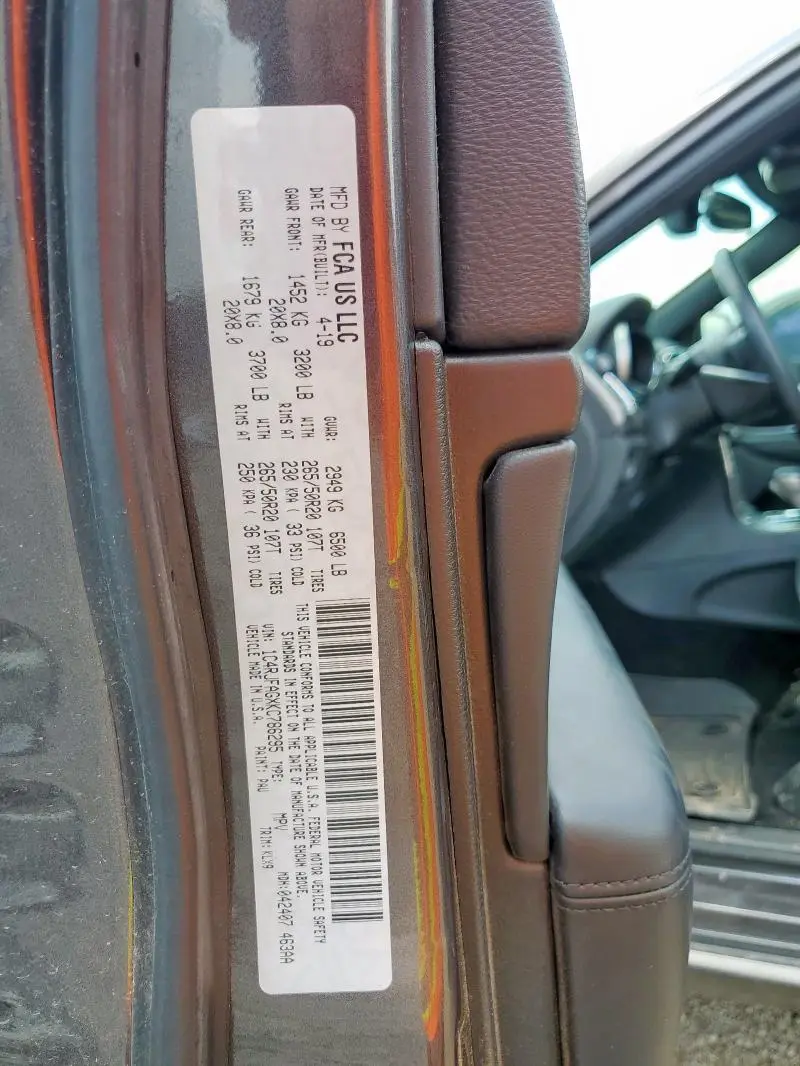 MFD BY FCA US LLC
DATE OF MFR(BUILT): 4-19 GVWR: 2949 KG 6500 LB
GAWR FRONT: 1452 KG 3200 LB WITH 265/50R20 107T TIRES
20X8.0 RIMS AT 230 KPA ( 33 PSI) COLD
GAWR REAR: 1679 KG 3700 LB WITH 265/50R20 107T TIRES
20X8.0 RIMS AT 250 KPA ( 36 PSI) COLD
THIS VEHICLE CONFORMS TO ALL APPLICABLE U.S.A. FEDERAL MOTOR VEHICLE SAFETY
STANDARDS IN EFFECT ON THE DATE OF MANUFACTURE SHOWN ABOVE.
VIN: 1C4RJFAGXKC786295 TYPE: MPV MDH:042407 463AA
VEHICLE MADE IN U.S.A. PAINT: PAU TRIM:KLX9